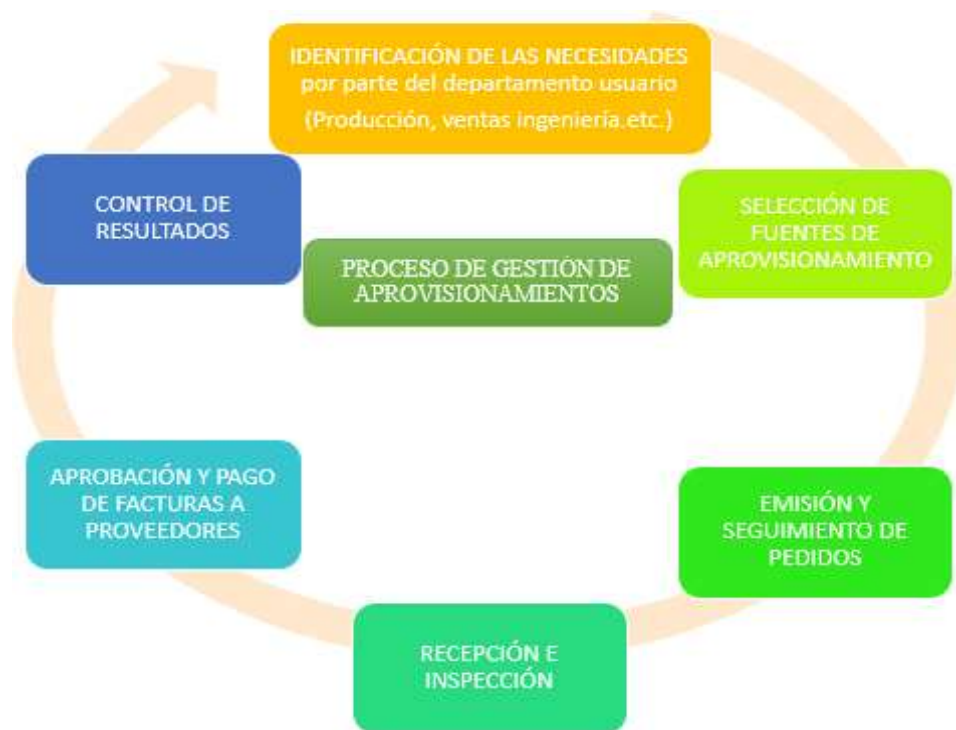 IDENTIFICACIÓN DE LAS NECESIDADES
por parte del departamento usuario
(Producción, ventas ingeniería.etc.)
CONTROL DE
RESULTADOS
SELECCIÓN DE
FUENTES DE
APROVISIONAMIENTO
PROCESO DE GESTIÓN DE
APROVISIONAMIENTOS
APROBACIÓN Y PAGO
DE FACTURAS A
PROVEEDORES
EMISIÓN Y
SEGUIMIENTO DE
PEDIDOS
RECEPCIÓN E
INSPECCIÓN